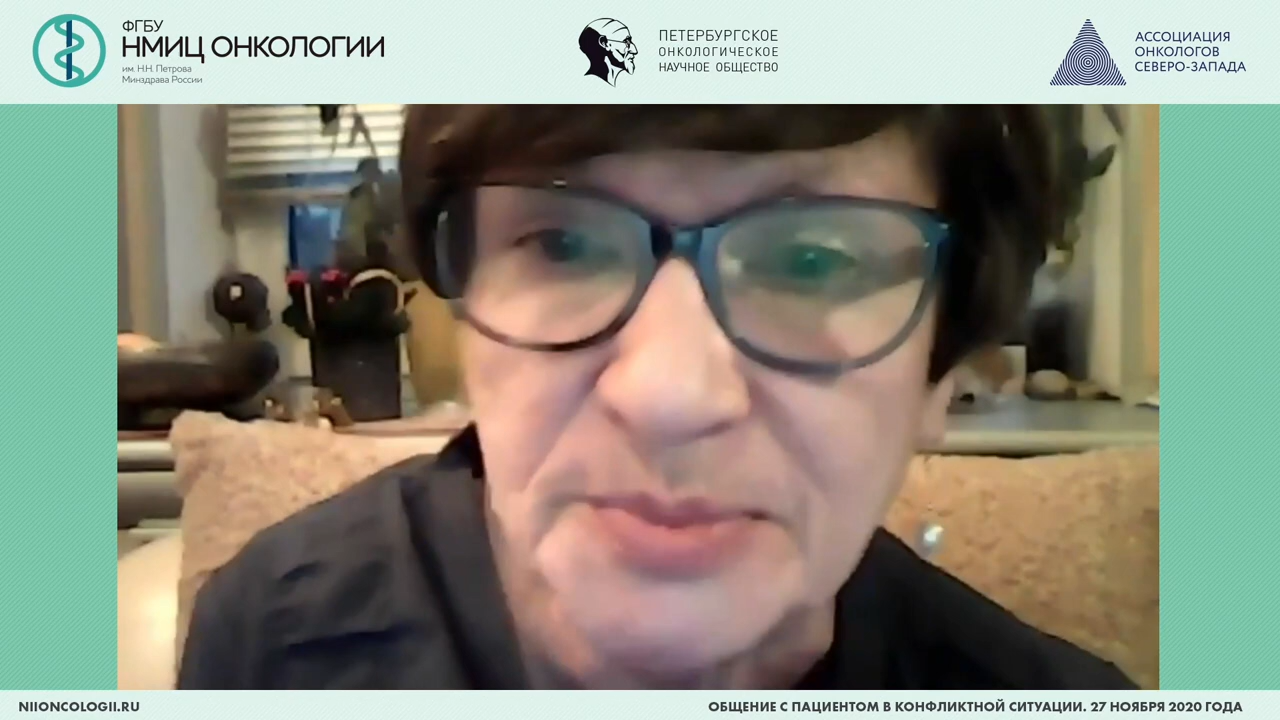 ФГБУ
НМИЦ ОНКОЛОГИИ
им. Н.Н. Петрова
Минздрава России
ПЕТЕРБУРГСКОЕ
ОНКОЛОГИЧЕСКОЕ
НАУЧНОЕ ОБЩЕСТВО
АССОЦИАЦИЯ
ОНКОЛОГОВ
СЕВЕРО-ЗАПАДА
NIIONCOLOGII.RU
ОБЩЕНИЕ С ПАЦИЕНТОМ В КОНФЛИКТНОЙ СИТУАЦИИ. 27 НОЯБРЯ 2020 ГОДА